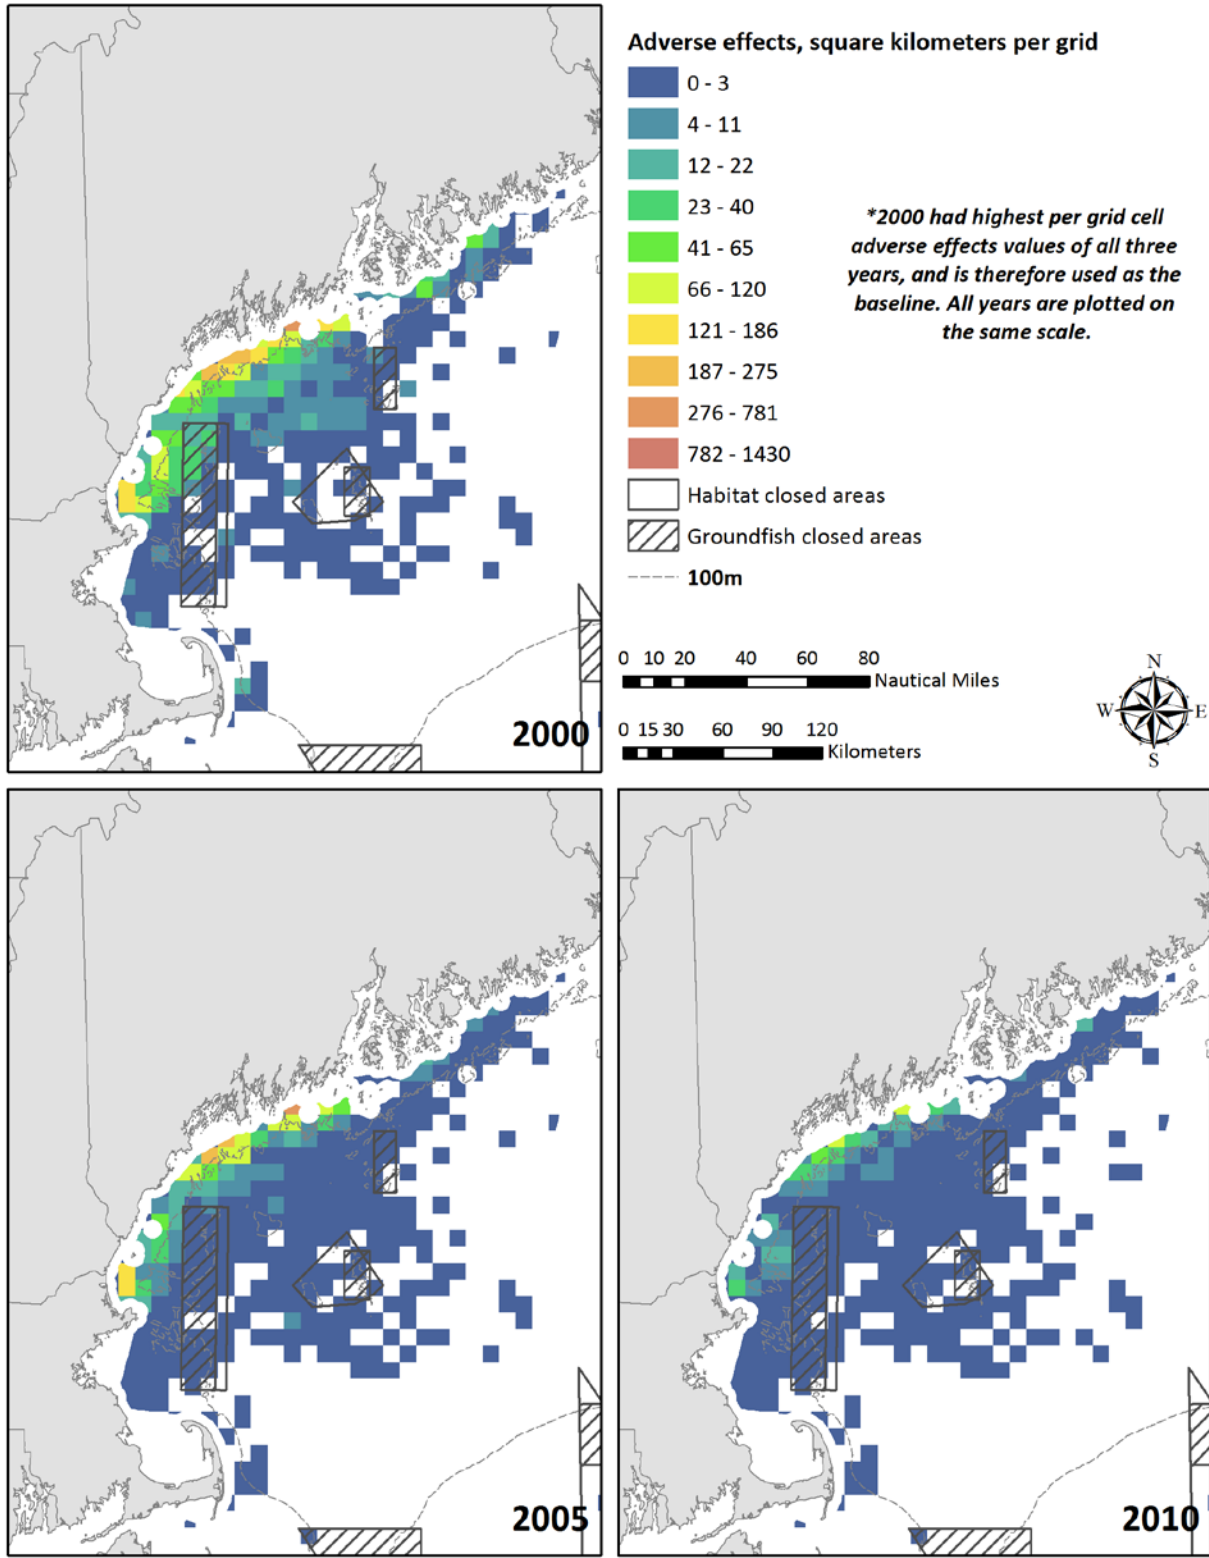 Adverse effects, square kilometers per grid
0 - 3
4 - 11
12 - 22
23 - 40
41 - 65
66 - 120
121 - 186
187 - 275
276 - 781
782 - 1430
Habitat closed areas
Groundfish closed areas
100m
*2000 had highest per grid cell
adverse effects values of all three
years, and is therefore used as the
baseline. All years are plotted on
the same scale.
0 10 20 40 60 80
Nautical Miles
0 15 30 60 90 120
Kilometers
N
W E
S
2000
2005
2010